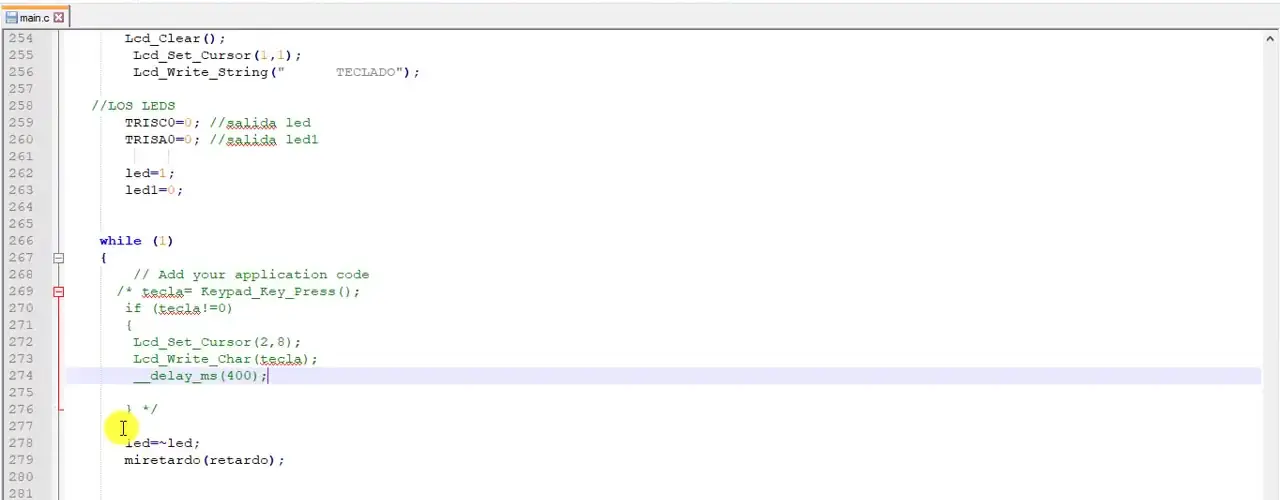 main.c
254 Lcd_Clear();
255 Lcd_Set_Cursor(1,1);
256 Lcd_Write_String("      TECLADO");
257
258 //LOS LEDS
259 TRISC0=0; //salida led
260 TRISA0=0; //salida led1
261
262 led=1;
263 led1=0;
264
265
266 while (1)
267 {
268 // Add your application code
269 /* tecla= Keypad_Key_Press();
270 if (tecla!=0)
271 {
272 Lcd_Set_Cursor(2,8);
273 Lcd_Write_Char(tecla);
274 __delay_ms(400);
275
276 } */
277
278 led=~led;
279 miretardo(retardo);
280
281